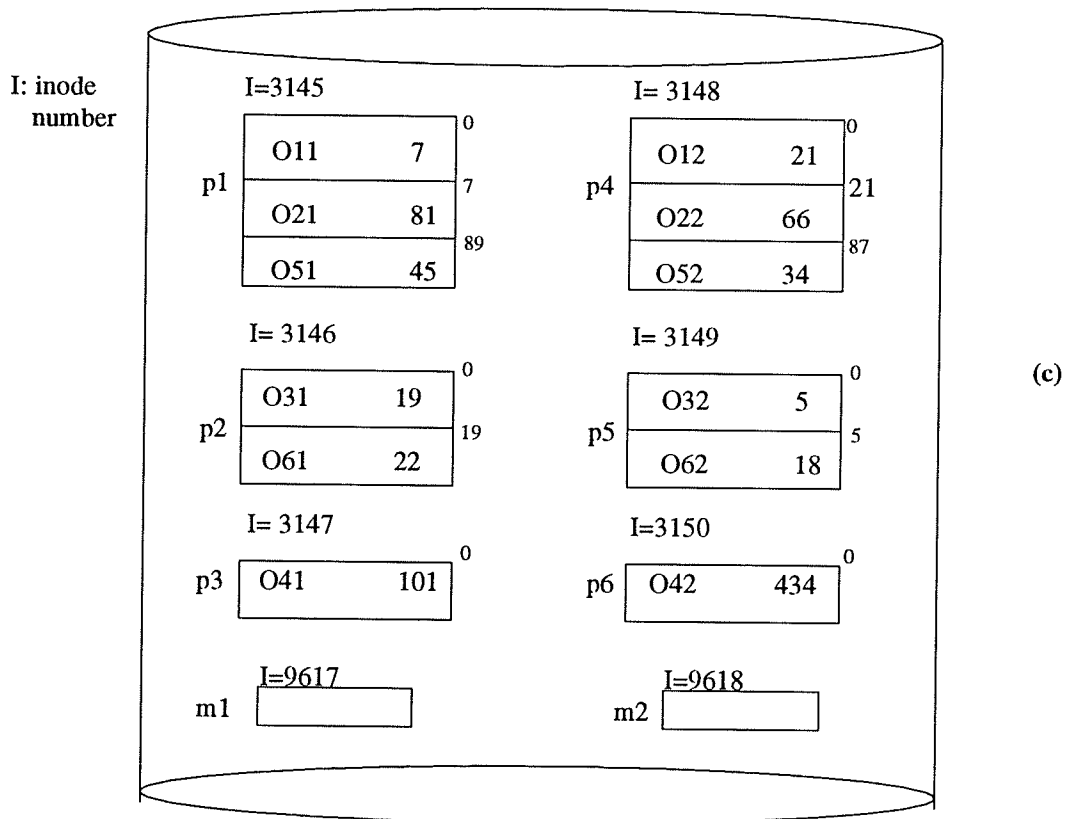 I: inode
number
I=3145
0
p1
O11 7
7
O21 81
89
O51 45
I= 3148
0
p4
O12 21
21
O22 66
87
O52 34
I= 3146
0
p2
O31 19
19
O61 22
I= 3149
0
p5
O32 5
5
O62 18
(c)
I= 3147
0
p3
O41 101
I=3150
0
p6
O42 434
I=9617
m1
I=9618
m2